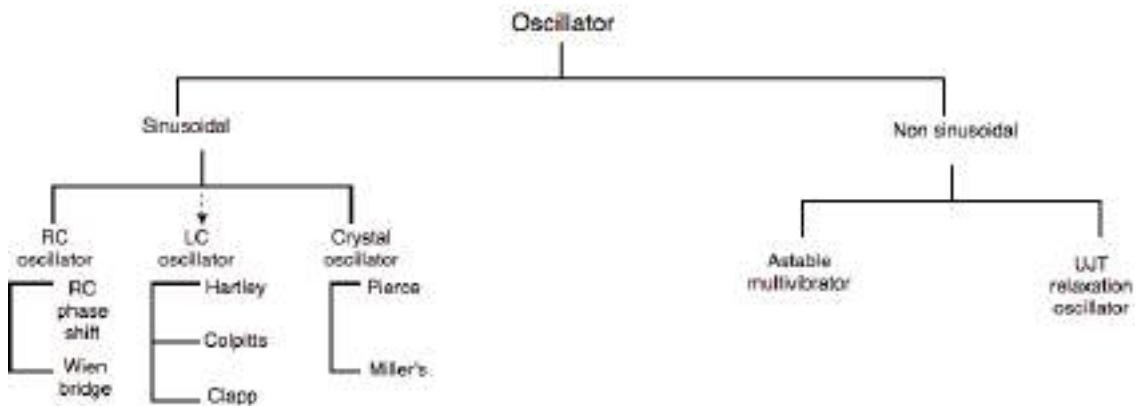 Oscillator
Sinusoidal
Non sinusoidal
RC
oscillator
LC
oscillator
Crystal
oscillator
Astable
multivibrator
UJT
relaxation
oscillator
RC
phase
shift
Wien
bridge
Hartley
Colpitts
Clapp
Pierce
Miller's